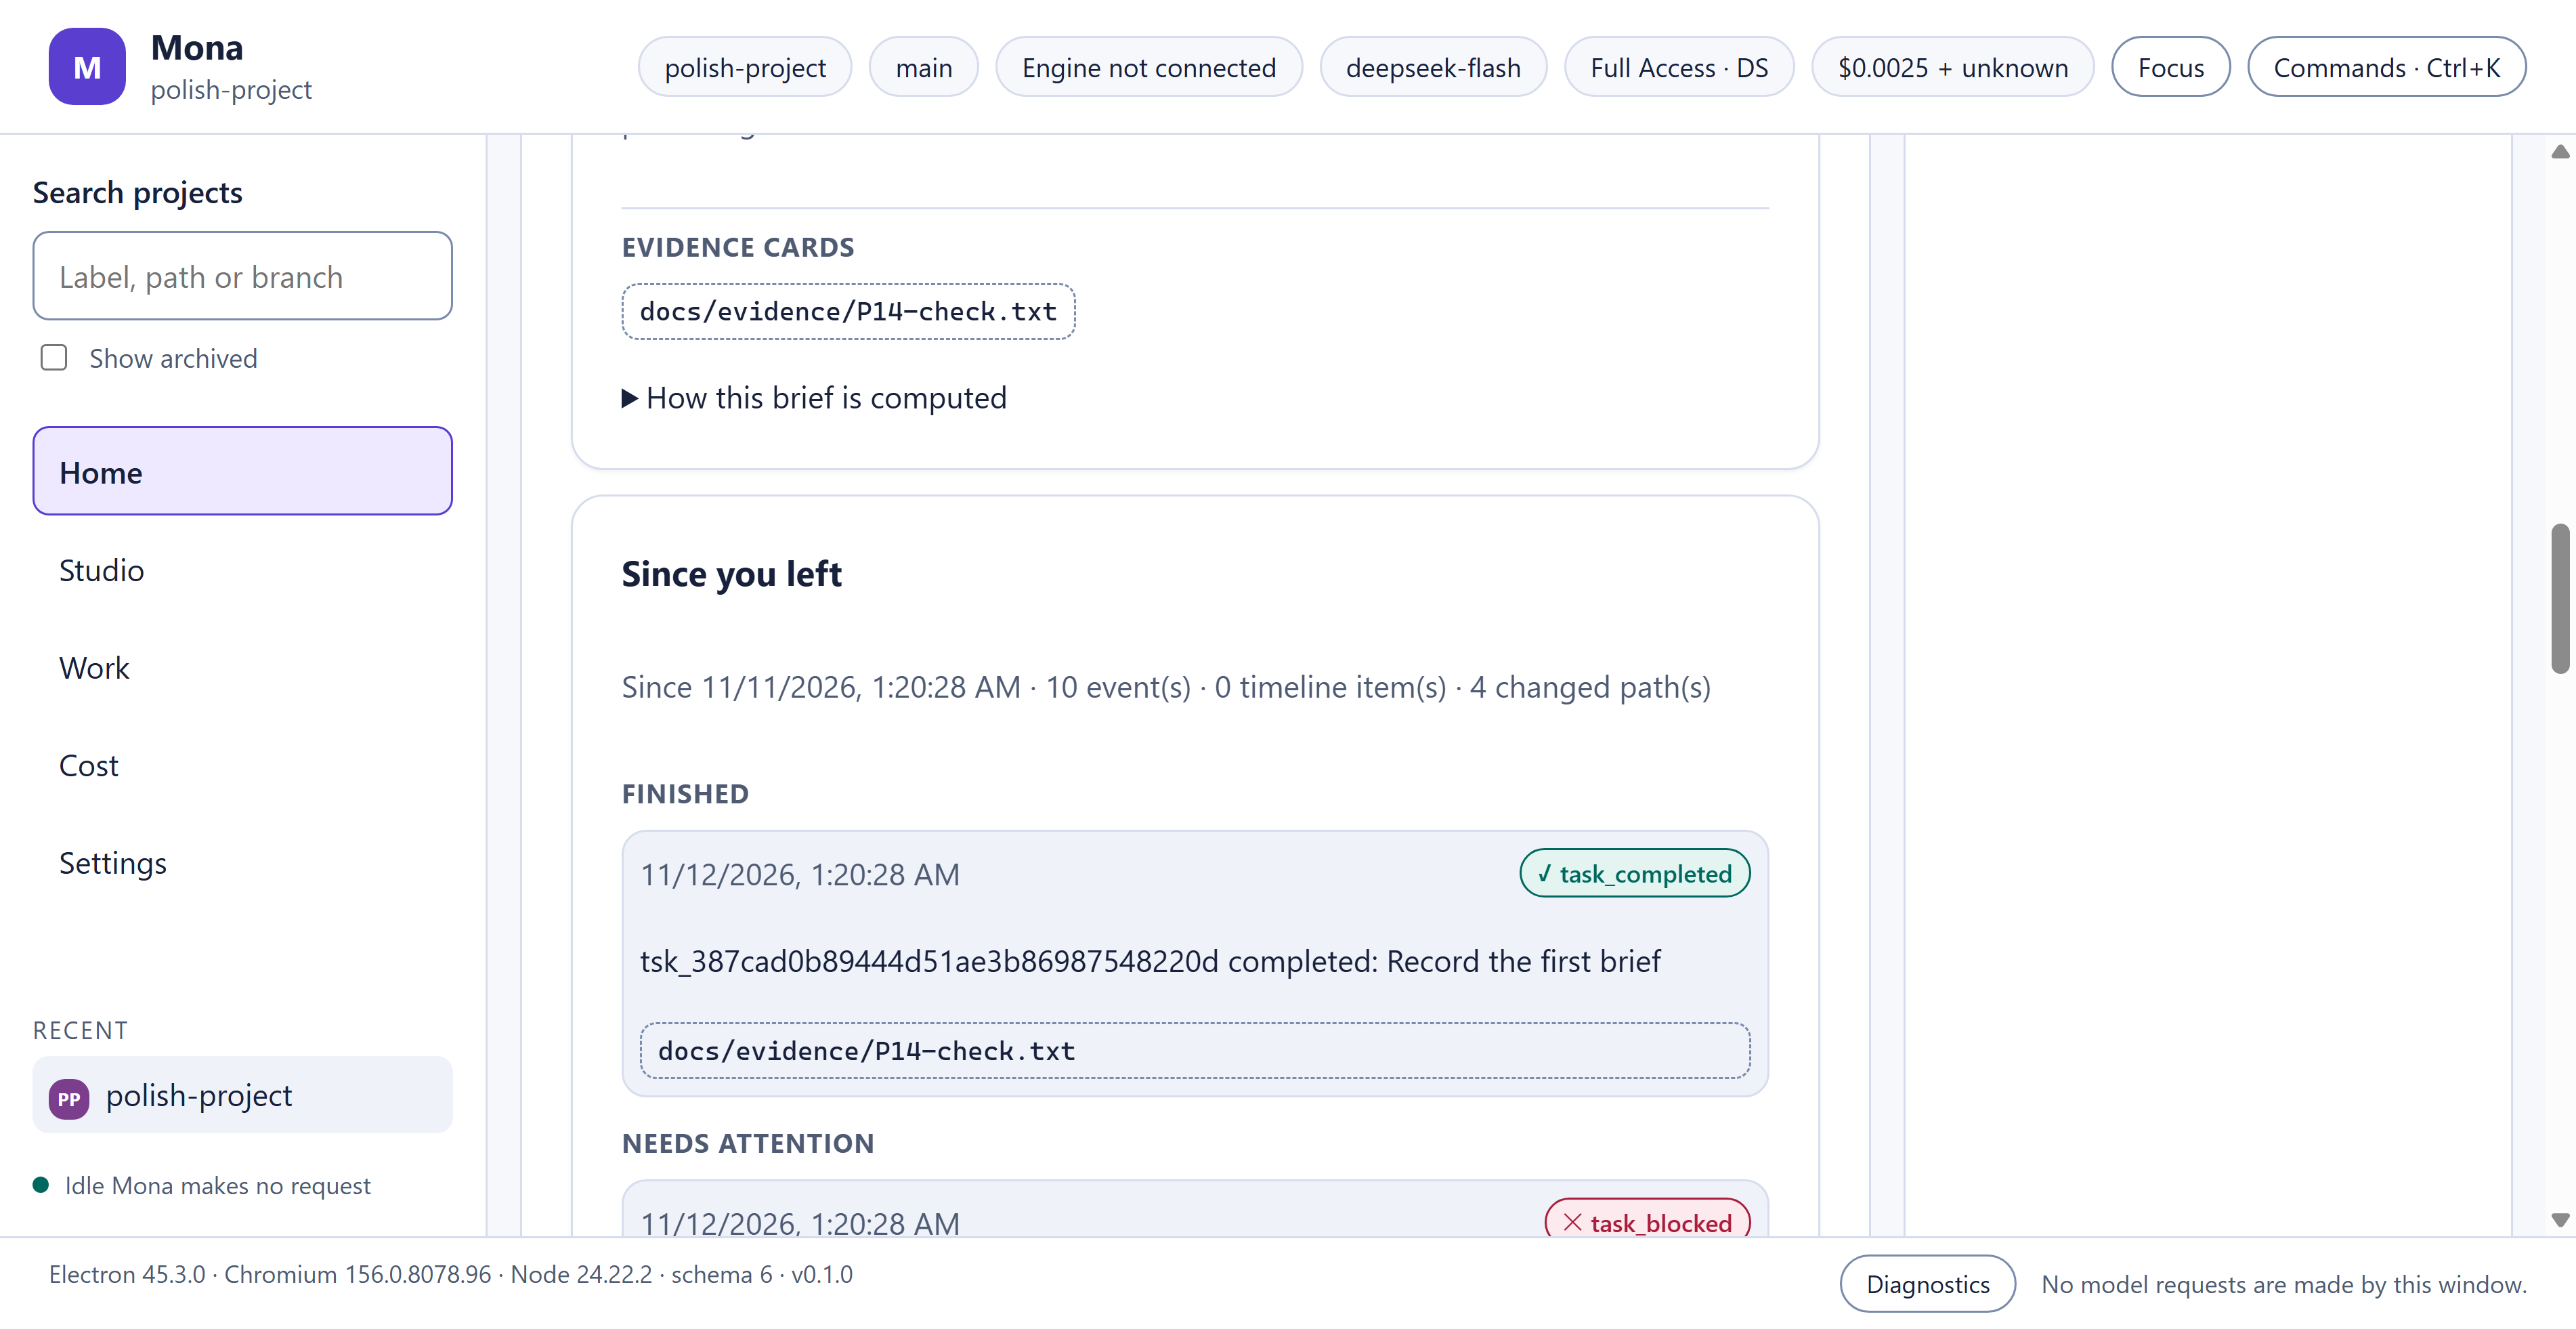 M
Mona
polish-project
polish-project
main
Engine not connected
deepseek-flash
Full Access · DS
$0.0025 + unknown
Focus
Commands · Ctrl+K
Search projects
Label, path or branch
Show archived
Home
Studio
Work
Cost
Settings
RECENT
PP polish-project
Idle Mona makes no request
EVIDENCE CARDS
docs/evidence/P14-check.txt
▶ How this brief is computed
Since you left
Since 11/11/2026, 1:20:28 AM · 10 event(s) · 0 timeline item(s) · 4 changed path(s)
FINISHED
11/12/2026, 1:20:28 AM
✓ task_completed
tsk_387cad0b89444d51ae3b86987548220d completed: Record the first brief
docs/evidence/P14-check.txt
NEEDS ATTENTION
11/12/2026, 1:20:28 AM
✕ task_blocked
Electron 45.3.0 · Chromium 156.0.8078.96 · Node 24.22.2 · schema 6 · v0.1.0
Diagnostics
No model requests are made by this window.